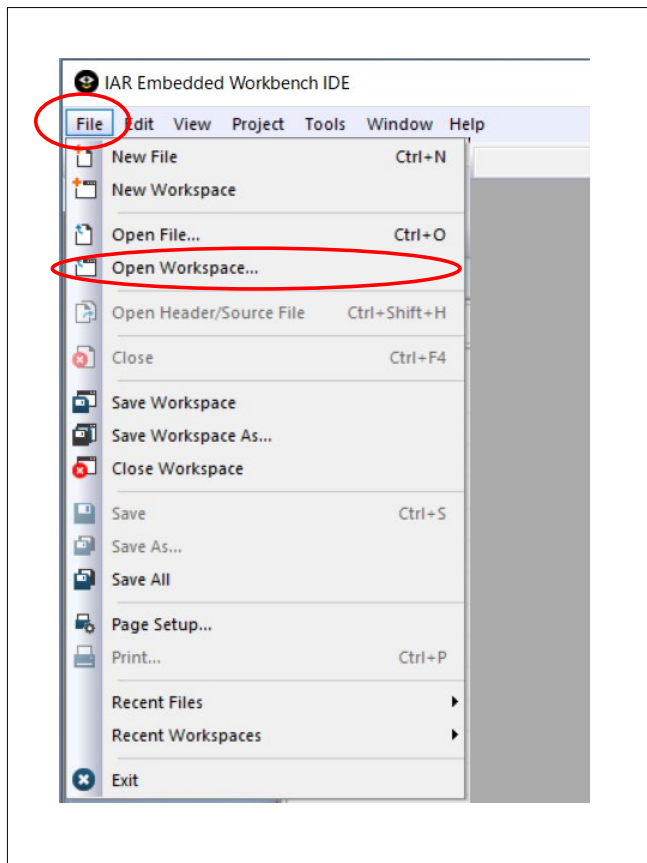 IAR Embedded Workbench IDE
File Edit View Project Tools Window Help
New File Ctrl+N
New Workspace
Open File... Ctrl+O
Open Workspace...
Open Header/Source File Ctrl+Shift+H
Close Ctrl+F4
Save Workspace
Save Workspace As...
Close Workspace
Save Ctrl+S
Save As...
Save All
Page Setup...
Print... Ctrl+P
Recent Files
Recent Workspaces
Exit